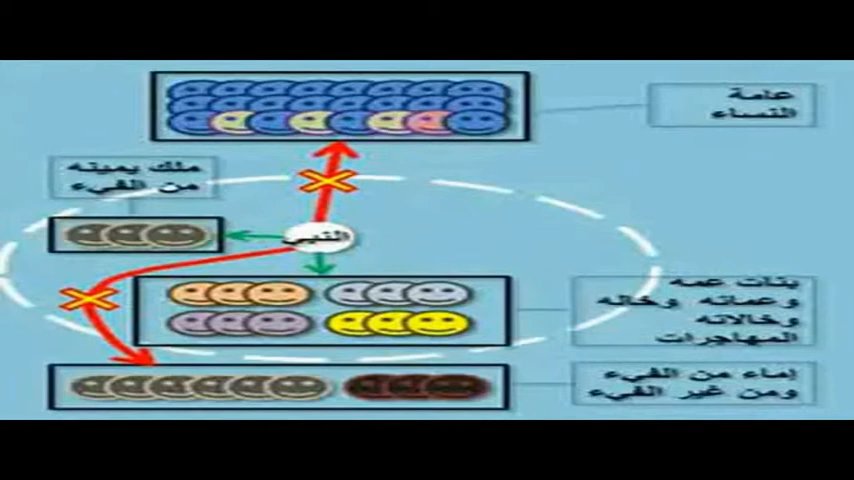 عامة
النساء
ملك يمينه
من الفيء
النبي
بنات عمه
وعماته وخاله
وخالاته
المهاجرات
إماء من الفيء
ومن غير الفيء